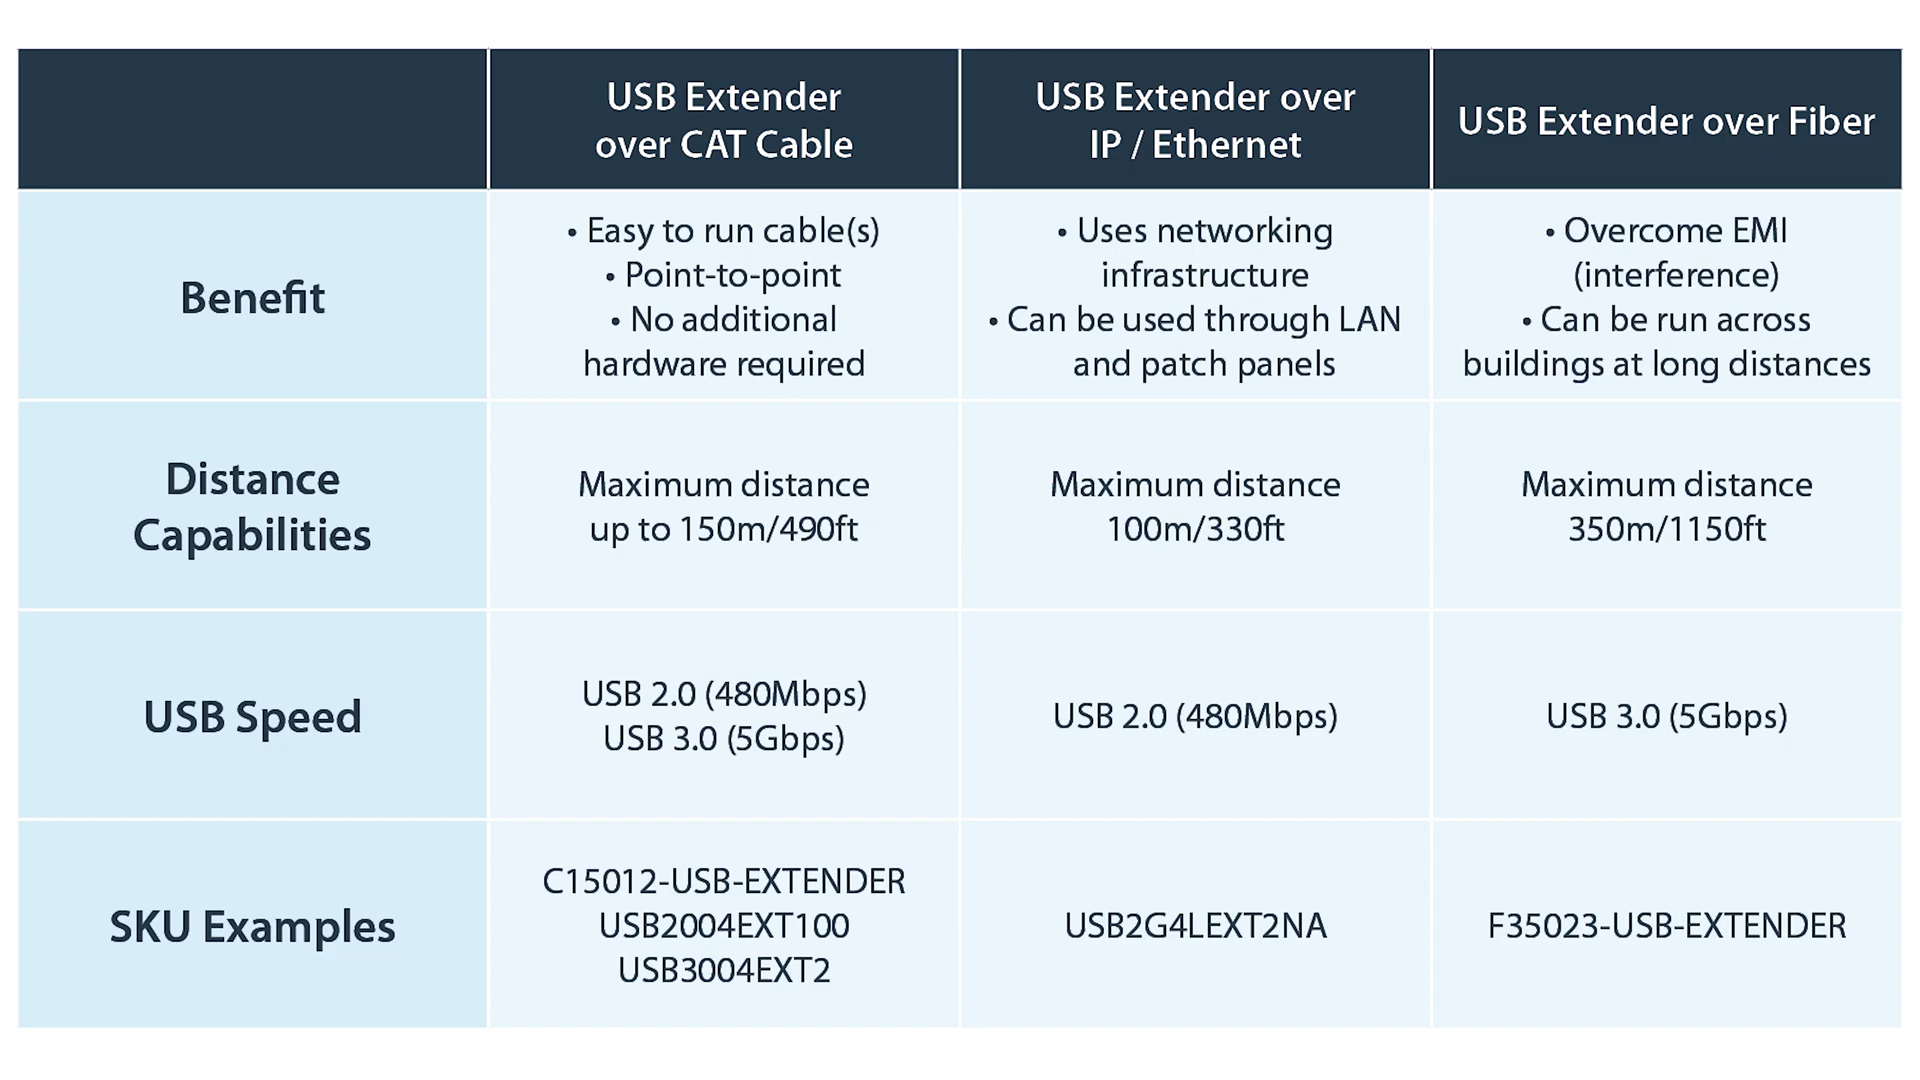 USB Extender
over CAT Cable
USB Extender over
IP / Ethernet
USB Extender over Fiber
Benefit
• Easy to run cable(s)
• Point-to-point
• No additional
hardware required
• Uses networking
infrastructure
• Can be used through LAN
and patch panels
• Overcome EMI
(interference)
• Can be run across
buildings at long distances
Distance
Capabilities
Maximum distance
up to 150m/490ft
Maximum distance
100m/330ft
Maximum distance
350m/1150ft
USB Speed
USB 2.0 (480Mbps)
USB 3.0 (5Gbps)
USB 2.0 (480Mbps)
USB 3.0 (5Gbps)
SKU Examples
C15012-USB-EXTENDER
USB2004EXT100
USB3004EXT2
USB2G4LEXT2NA
F35023-USB-EXTENDER